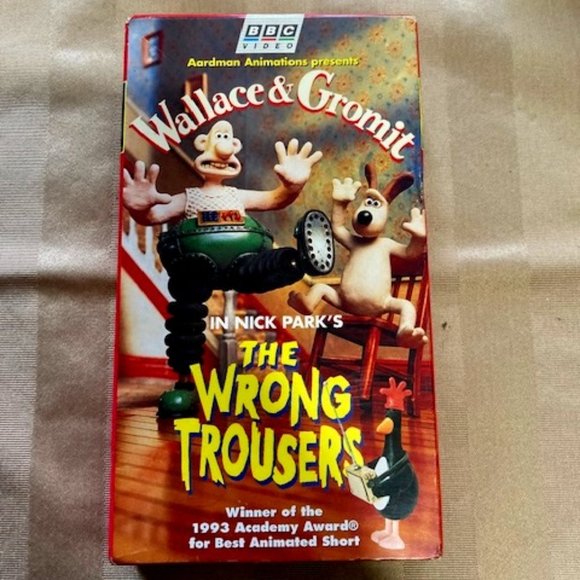 BBC
VIDEO
Aardman Animations presents
Wallace & Gromit
IN NICK PARK'S
THE
WRONG
TROUSERS
Winner of the
1993 Academy Award®
for Best Animated Short